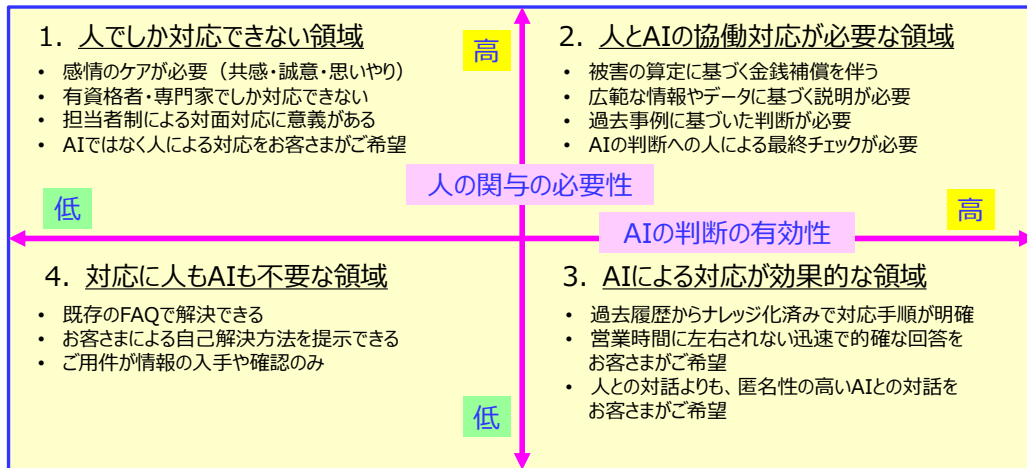 1. 人でしか対応できない領域
• 感情のケアが必要（共感・誠意・思いやり）
• 有資格者・専門家でしか対応できない
• 担当者制による対面対応に意義がある
• AIではなく人による対応をお客さまがご希望
高
2. 人とAIの協働対応が必要な領域
• 被害の算定に基づく金銭補償を伴う
• 広範な情報やデータに基づく説明が必要
• 過去事例に基づいた判断が必要
• AIの判断への人による最終チェックが必要
人の関与の必要性
低
高
AIの判断の有効性
4. 対応に人もAIも不要な領域
• 既存のFAQで解決できる
• お客さまによる自己解決方法を提示できる
• ご用件が情報の入手や確認のみ
3. AIによる対応が効果的な領域
• 過去履歴からナレッジ化済みで対応手順が明確
• 営業時間に左右されない迅速で的確な回答を
お客さまがご希望
• 人との対話よりも、匿名性の高いAIとの対話を
お客さまがご希望
低